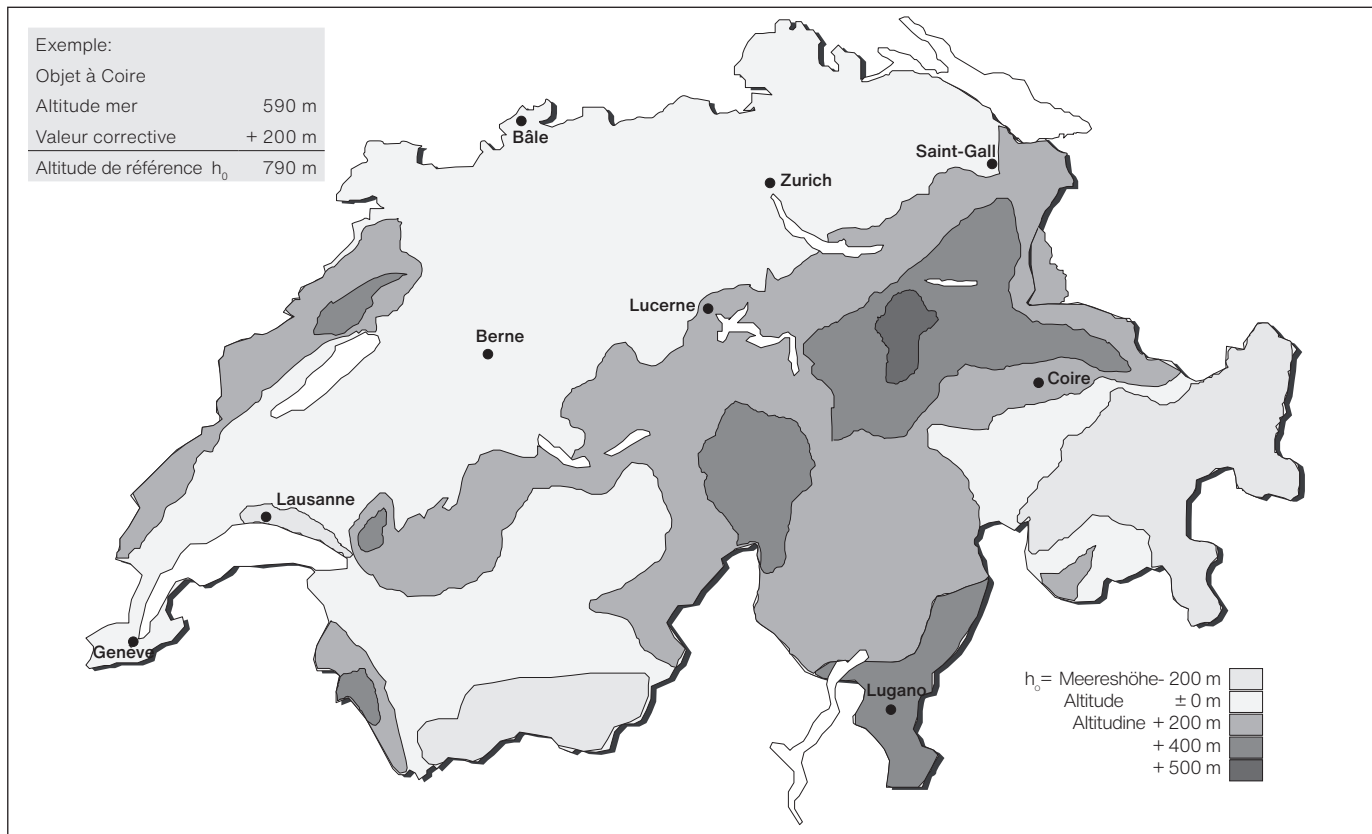 Exemple:
Objet à Coire
Altitude mer 590 m
Valeur corrective + 200 m
Altitude de référence h₀ 790 m
Bâle
Saint-Gall
Zurich
Lucerne
Berne
Coire
Lausanne
Genève
Lugano
h₀= Meereshöhe- 200 m
Altitude ± 0 m
Altitudine + 200 m
+ 400 m
+ 500 m